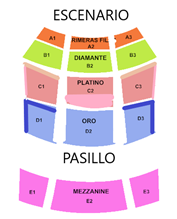 ESCENARIO
A1 RIMERAS FIL A3
A2
B1 DIAMANTE B3
B2
C1 PLATINO C3
C2
D1 ORO D3
D2
PASILLO
E1 MEZZANINE E3
E2